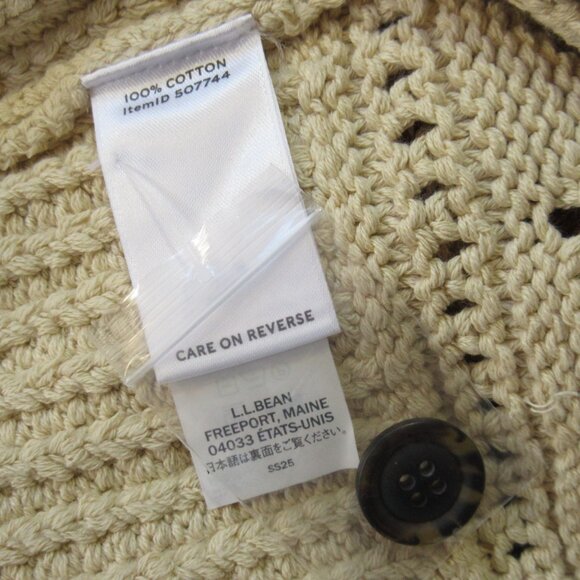 100% COTTON
ItemID 507744
CARE ON REVERSE
L.L.BEAN
FREEPORT, MAINE
04033 ÉTATS-UNIS
日本語は裏面をご覧ください。
SS25